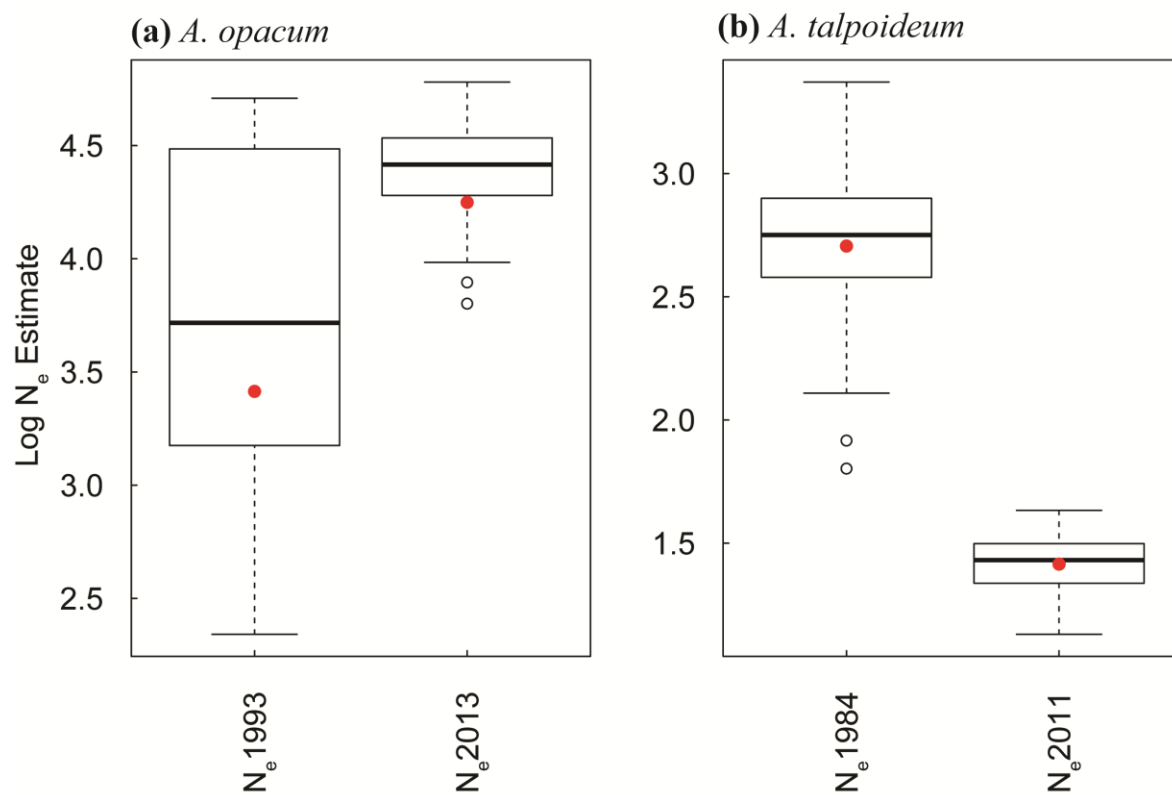 (a) A. opacum
(b) A. talpoideum
Log Ne Estimate
4.5
4.0
3.5
3.0
2.5
3.0
2.5
2.0
1.5
Ne1993
Ne2013
Ne1984
Ne2011